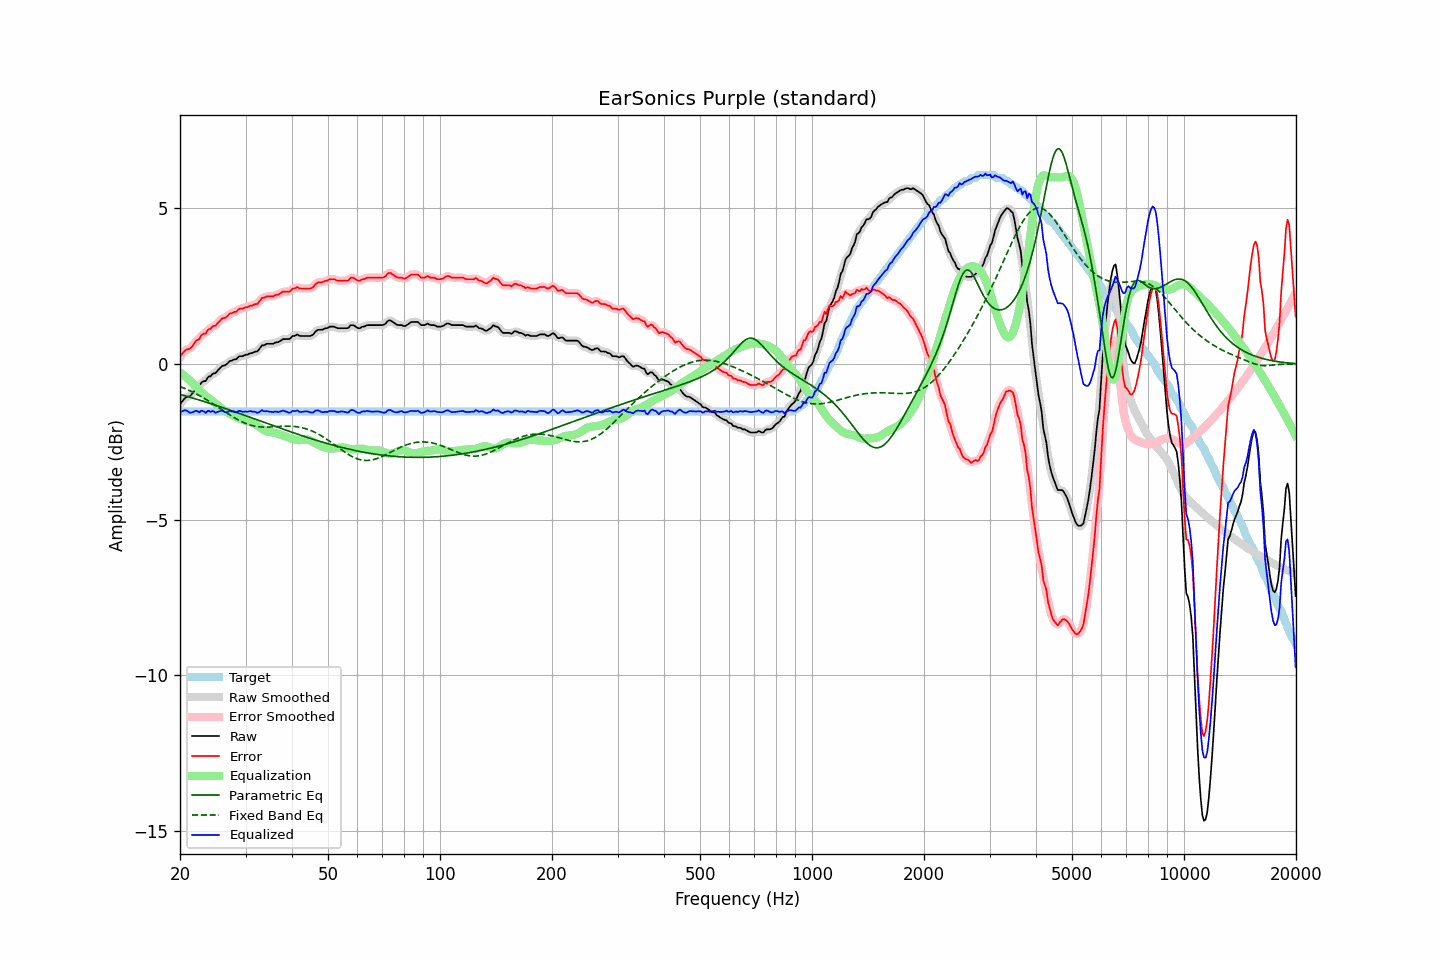 EarSonics Purple (standard)
Amplitude (dBr)
5
0
−5
−10
−15
Target
Raw Smoothed
Error Smoothed
Raw
Error
Equalization
Parametric Eq
Fixed Band Eq
Equalized
20 50 100 200 500 1000 2000 5000 10000 20000
Frequency (Hz)